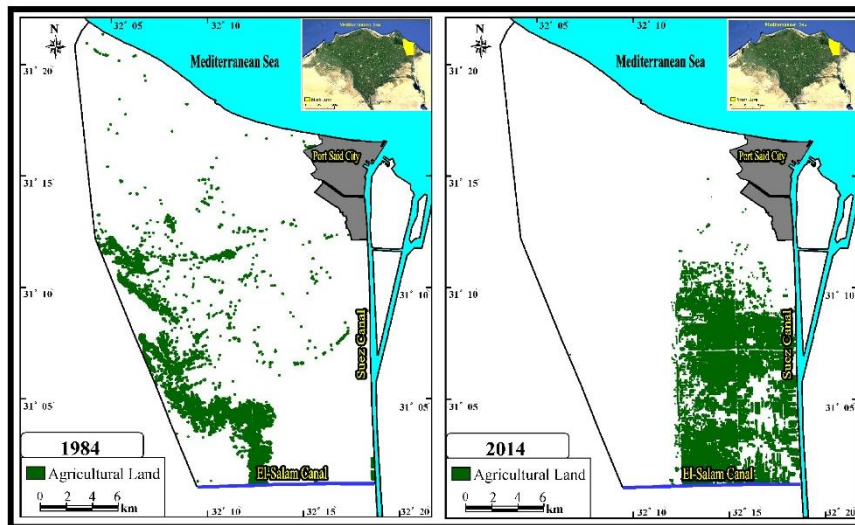 32° 05
32° 10
N
Mediterranean Sea
Mediterranean Sea
31° 20
Port Said City
31° 15
31° 10
31° 10
Suez Canal
31° 05
31° 05
1984
El-Salam Canal
Agricultural Land
0 2 4 6
km
32° 10
32° 15
32° 20
32° 05
32° 10
N
Mediterranean Sea
Mediterranean Sea
31° 20
Port Said City
31° 15
31° 10
31° 10
Suez Canal
31° 05
31° 05
2014
El-Salam Canal
Agricultural Land
0 2 4 6
km
32° 10
32° 15
32° 20